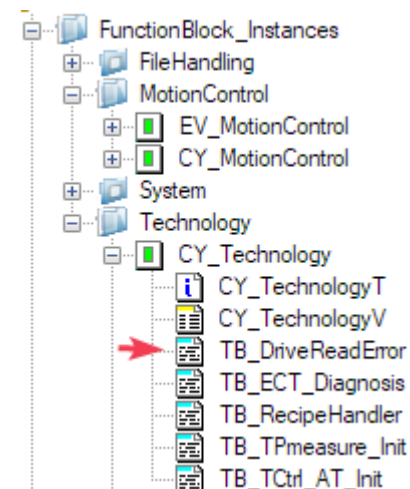 FunctionBlock_Instances
FileHandling
MotionControl
EV_MotionControl
CY_MotionControl
System
Technology
CY_Technology
CY_TechnologyT
CY_TechnologyV
TB_DriveReadError
TB_ECT_Diagnosis
TB_RecipeHandler
TB_TPmeasure_Init
TB_TCtrl_AT_Init